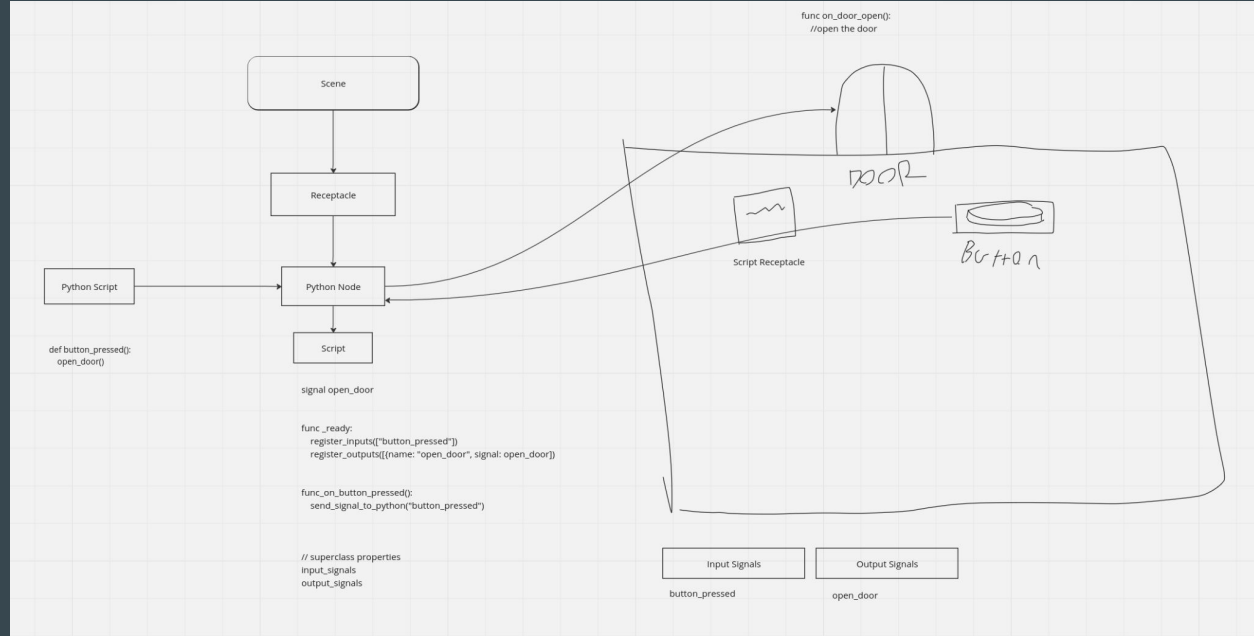 func on_door_open():
//open the door
Scene
DOOR
Receptacle
Button
Script Receptacle
Python Script
Python Node
def button_pressed():
open_door()
Script
signal open_door
func _ready:
register_inputs(["button_pressed"])
register_outputs([{name: "open_door", signal: open_door])
func_on_button_pressed():
send_signal_to_python("button_pressed")
// superclass properties
input_signals
output_signals
Input Signals
Output Signals
button_pressed
open_door